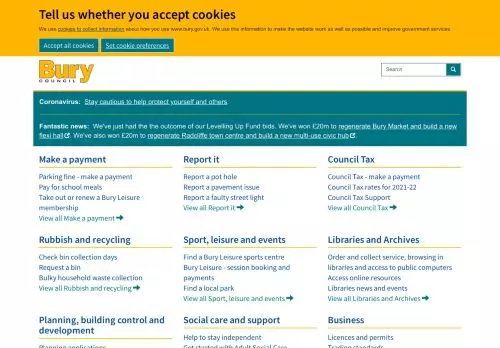 Tell us whether you accept cookies
We use cookies to collect information about how you use www.bury.gov.uk. We use this information to make the website work as well as possible and improve government services.
Accept all cookies
Set cookie preferences
Bury
COUNCIL
Search
Coronavirus: Stay cautious to help protect yourself and others.
Fantastic news: We've just had the the outcome of our Levelling Up Fund bids. We've won £20m to regenerate Bury Market and build a new
flexi hall. We've also won £20m to regenerate Radcliffe town centre and build a new multi-use civic hub.
Make a payment
Parking fine - make a payment
Pay for school meals
Take out or renew a Bury Leisure
membership
View all Make a payment
Report it
Report a pot hole
Report a pavement issue
Report a faulty street light
View all Report it
Council Tax
Council Tax - make a payment
Council Tax rates for 2021-22
Council Tax Support
View all Council Tax
Rubbish and recycling
Check bin collection days
Request a bin
Bulky household waste collection
View all Rubbish and recycling
Sport, leisure and events
Find a Bury Leisure sports centre
Bury Leisure - session booking and
payments
Find a local park
View all Sport, leisure and events
Libraries and Archives
Order and collect service, browsing in
libraries and access to public computers
Access online resources
Libraries news and events
View all Libraries and Archives
Planning, building control and
development
Planning applications
Social care and support
Help to stay independent
Get started with Adult Social Care
Business
Licences and permits
Trading standards